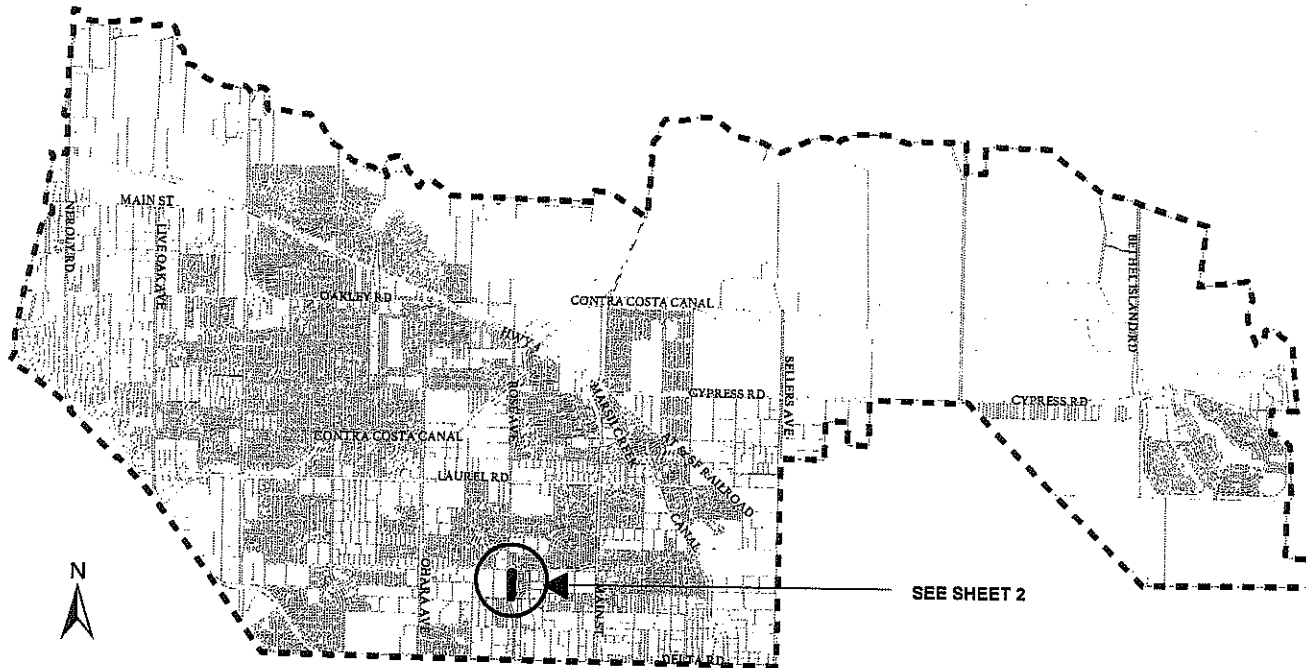 MAIN ST
NEROLY RD
LIVE OAK AVE
OAKLEY RD
CONTRA COSTA CANAL
HWY 4
BETHEL ISLAND RD
SELLERS AVE
ROSE AVE
CYPRESS RD
CYPRESS RD
MARSH CREEK
CONTRA COSTA CANAL
AT & SF RAILROAD
LAUREL RD
CANAL
N
OHARA AVE
MAIN ST
SEE SHEET 2
DELTA RD